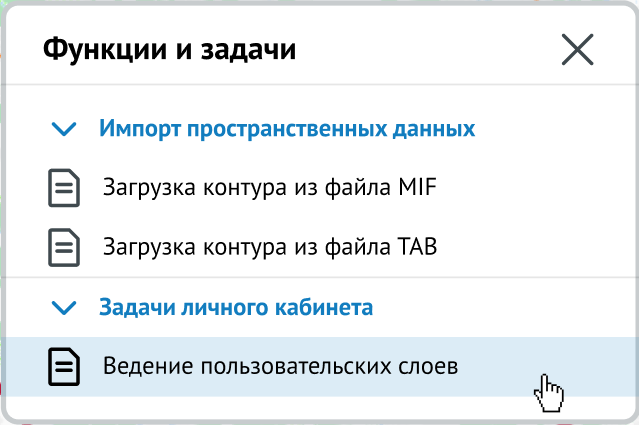 Функции и задачи
Импорт пространственных данных
Загрузка контура из файла MIF
Загрузка контура из файла TAB
Задачи личного кабинета
Ведение пользовательских слоев